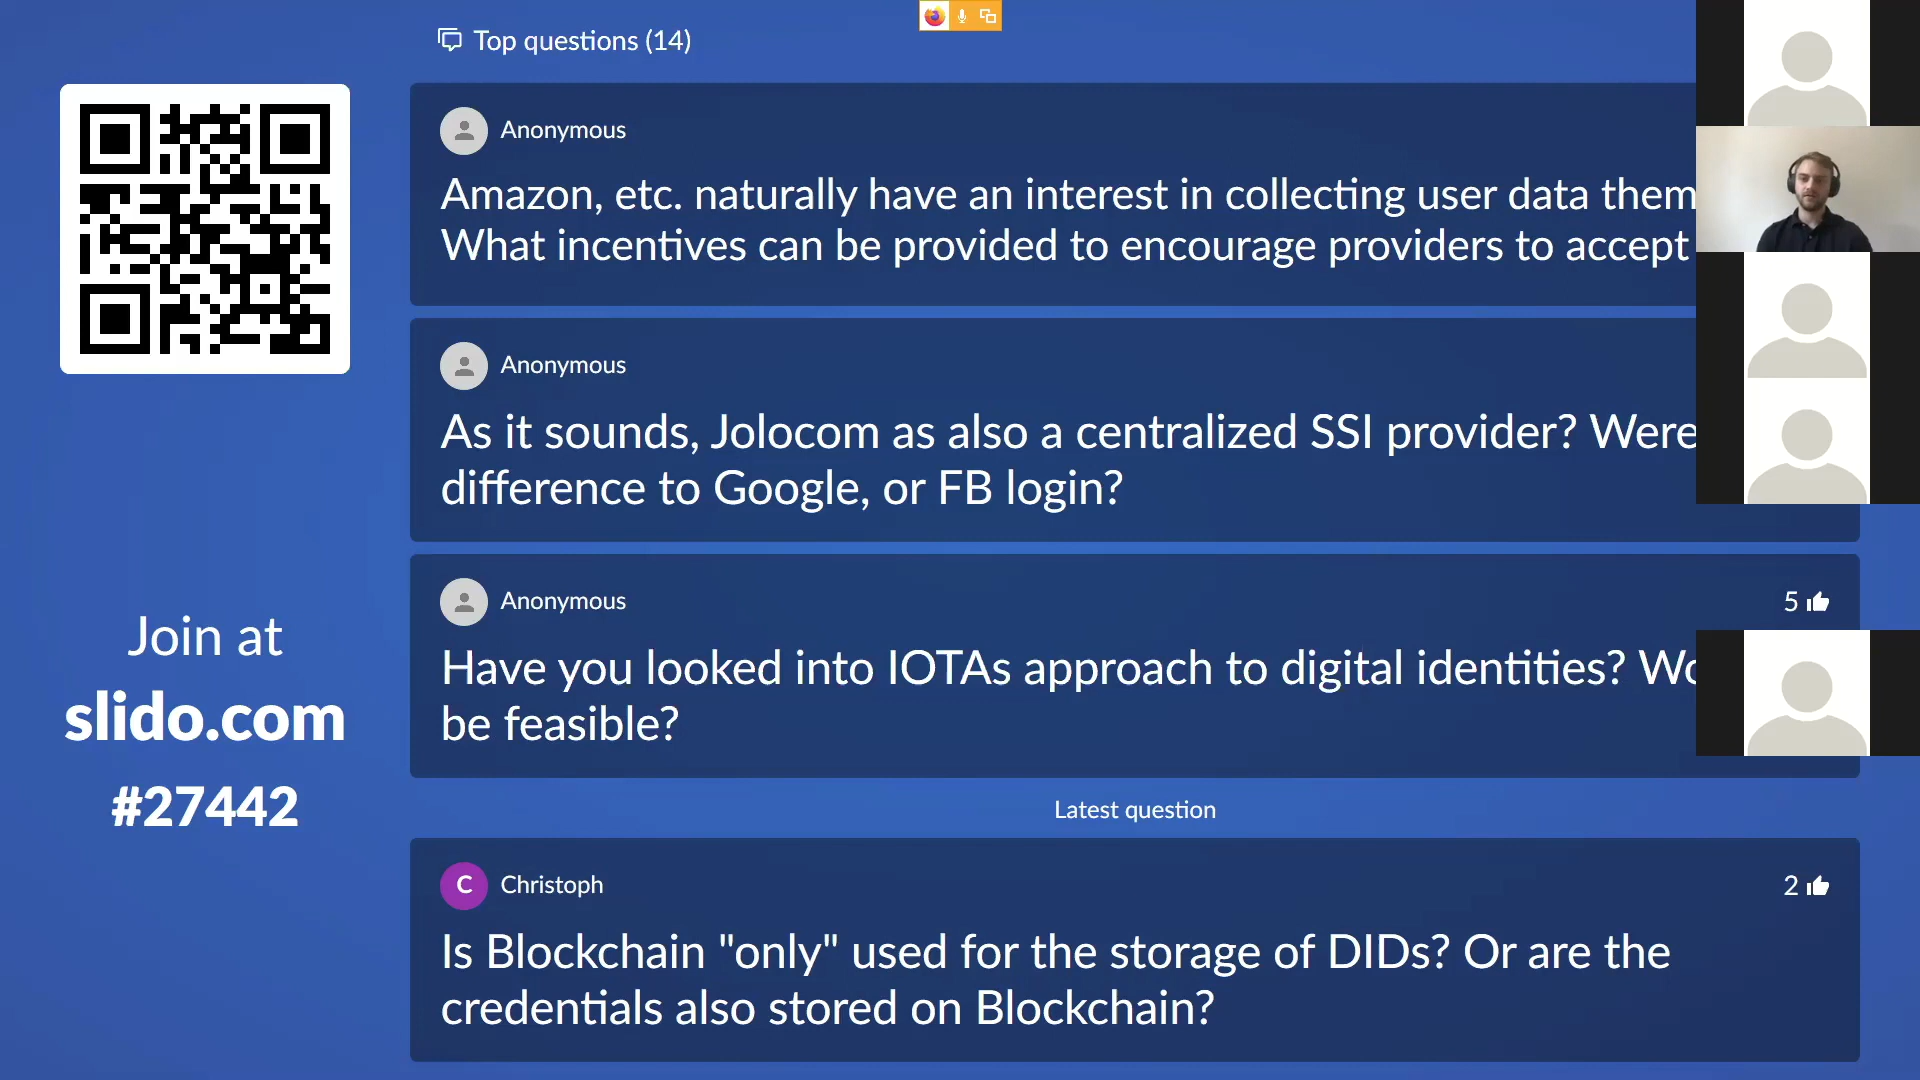 Top questions (14)
Anonymous
Amazon, etc. naturally have an interest in collecting user data
What incentives can be provided to encourage providers to accept
Anonymous
As it sounds, Jolocom as also a centralized SSI provider? Were
difference to Google, or FB login?
Anonymous
5
Have you looked into IOTAs approach to digital identities?
be feasible?
Latest question
C
Christoph
2
Is Blockchain "only" used for the storage of DIDs? Or are the
credentials also stored on Blockchain?
Join at
slido.com
#27442